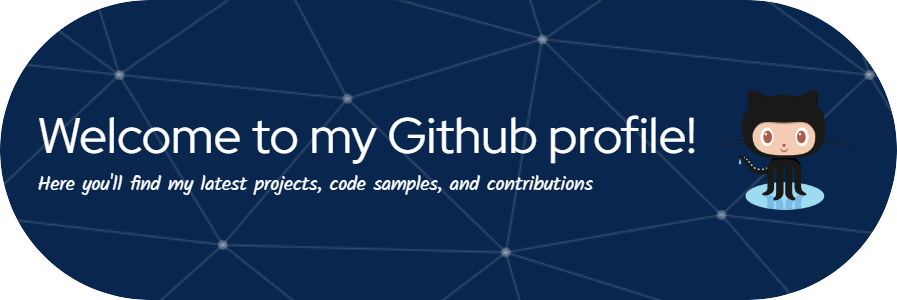 Welcome to my Github profile!
Here you'll find my latest projects, code samples, and contributions